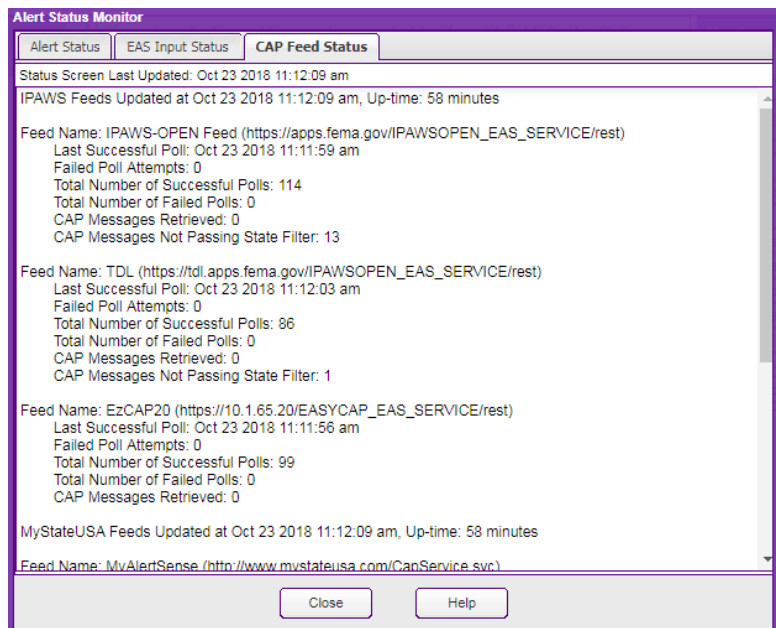 Alert Status Monitor
Alert Status EAS Input Status CAP Feed Status
Status Screen Last Updated: Oct 23 2018 11:12:09 am
IPAWS Feeds Updated at Oct 23 2018 11:12:09 am, Up-time: 58 minutes
Feed Name: IPAWS-OPEN Feed (https://apps.fema.gov/IPAWSOPEN_EAS_SERVICE/rest)
Last Successful Poll: Oct 23 2018 11:11:59 am
Failed Poll Attempts: 0
Total Number of Successful Polls: 114
Total Number of Failed Polls: 0
CAP Messages Retrieved: 0
CAP Messages Not Passing State Filter: 13
Feed Name: TDL (https://tdl.apps.fema.gov/IPAWSOPEN_EAS_SERVICE/rest)
Last Successful Poll: Oct 23 2018 11:12:03 am
Failed Poll Attempts: 0
Total Number of Successful Polls: 86
Total Number of Failed Polls: 0
CAP Messages Retrieved: 0
CAP Messages Not Passing State Filter: 1
Feed Name: EzCAP20 (https://10.1.65.20/EASYCAP_EAS_SERVICE/rest)
Last Successful Poll: Oct 23 2018 11:11:56 am
Failed Poll Attempts: 0
Total Number of Successful Polls: 99
Total Number of Failed Polls: 0
CAP Messages Retrieved: 0
MyStateUSA Feeds Updated at Oct 23 2018 11:12:09 am, Up-time: 58 minutes
Feed Name: MyAlertSense (http://www.mystateusa.com/CapService.svc)
Close Help